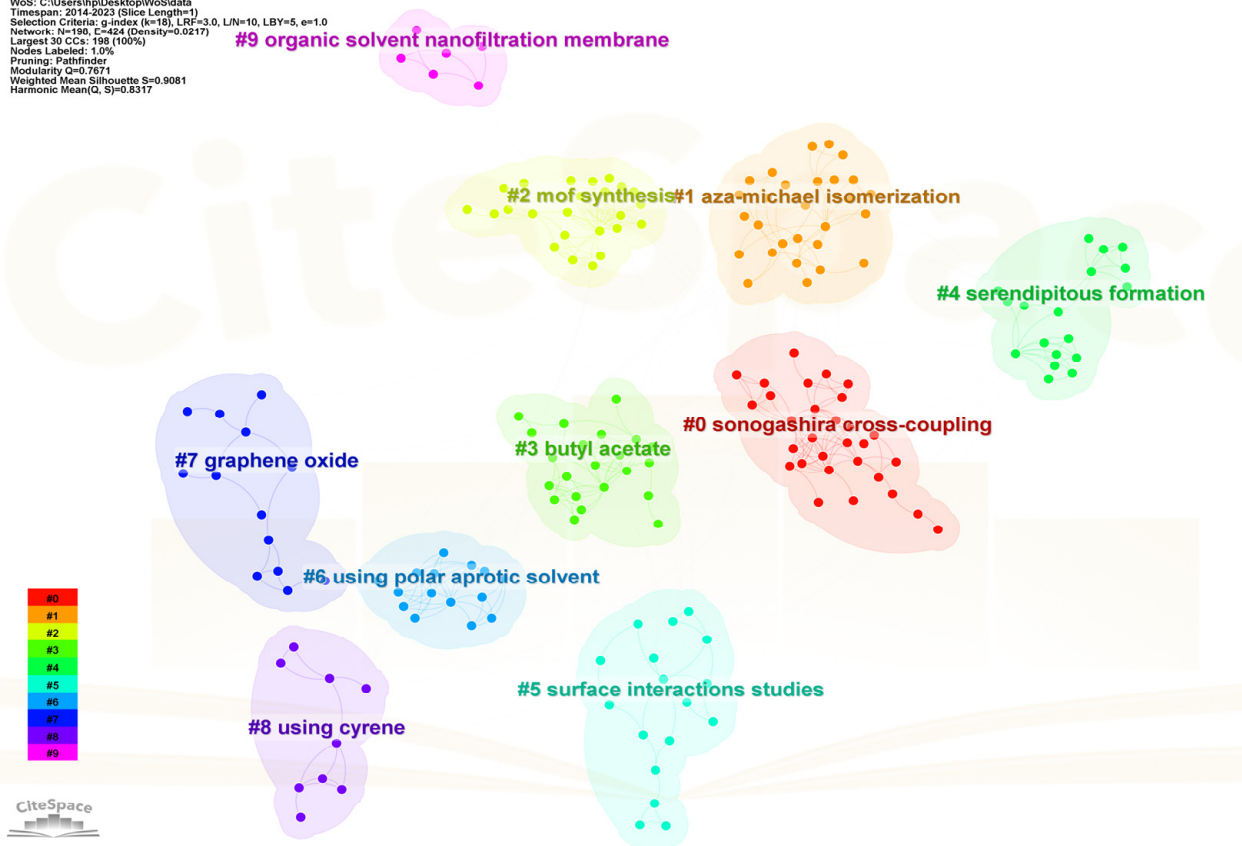 WoS: C:\Users\hp\Desktop\WoS\data
Timespan: 2014-2023 (Slice Length=1)
Selection Criteria: g-index (k=18), LRF=3.0, L/N=10, LBY=5, e=1.0
Network: N=198, E=424 (Density=0.0217)
Largest 30 CCs: 198 (100%)
Nodes Labeled: 1.0%
Pruning: Pathfinder
Modularity Q=0.7671
Weighted Mean Silhouette S=0.9081
Harmonic Mean(Q, S)=0.8317
#9 organic solvent nanofiltration membrane
#2 mof synthesis
#1 aza-michael isomerization
#4 serendipitous formation
#0 sonogashira cross-coupling
#3 butyl acetate
#7 graphene oxide
#6 using polar aprotic solvent
#5 surface interactions studies
#8 using cyrene
#0
#1
#2
#3
#4
#5
#6
#7
#8
#9
CiteSpace
CiteSpace